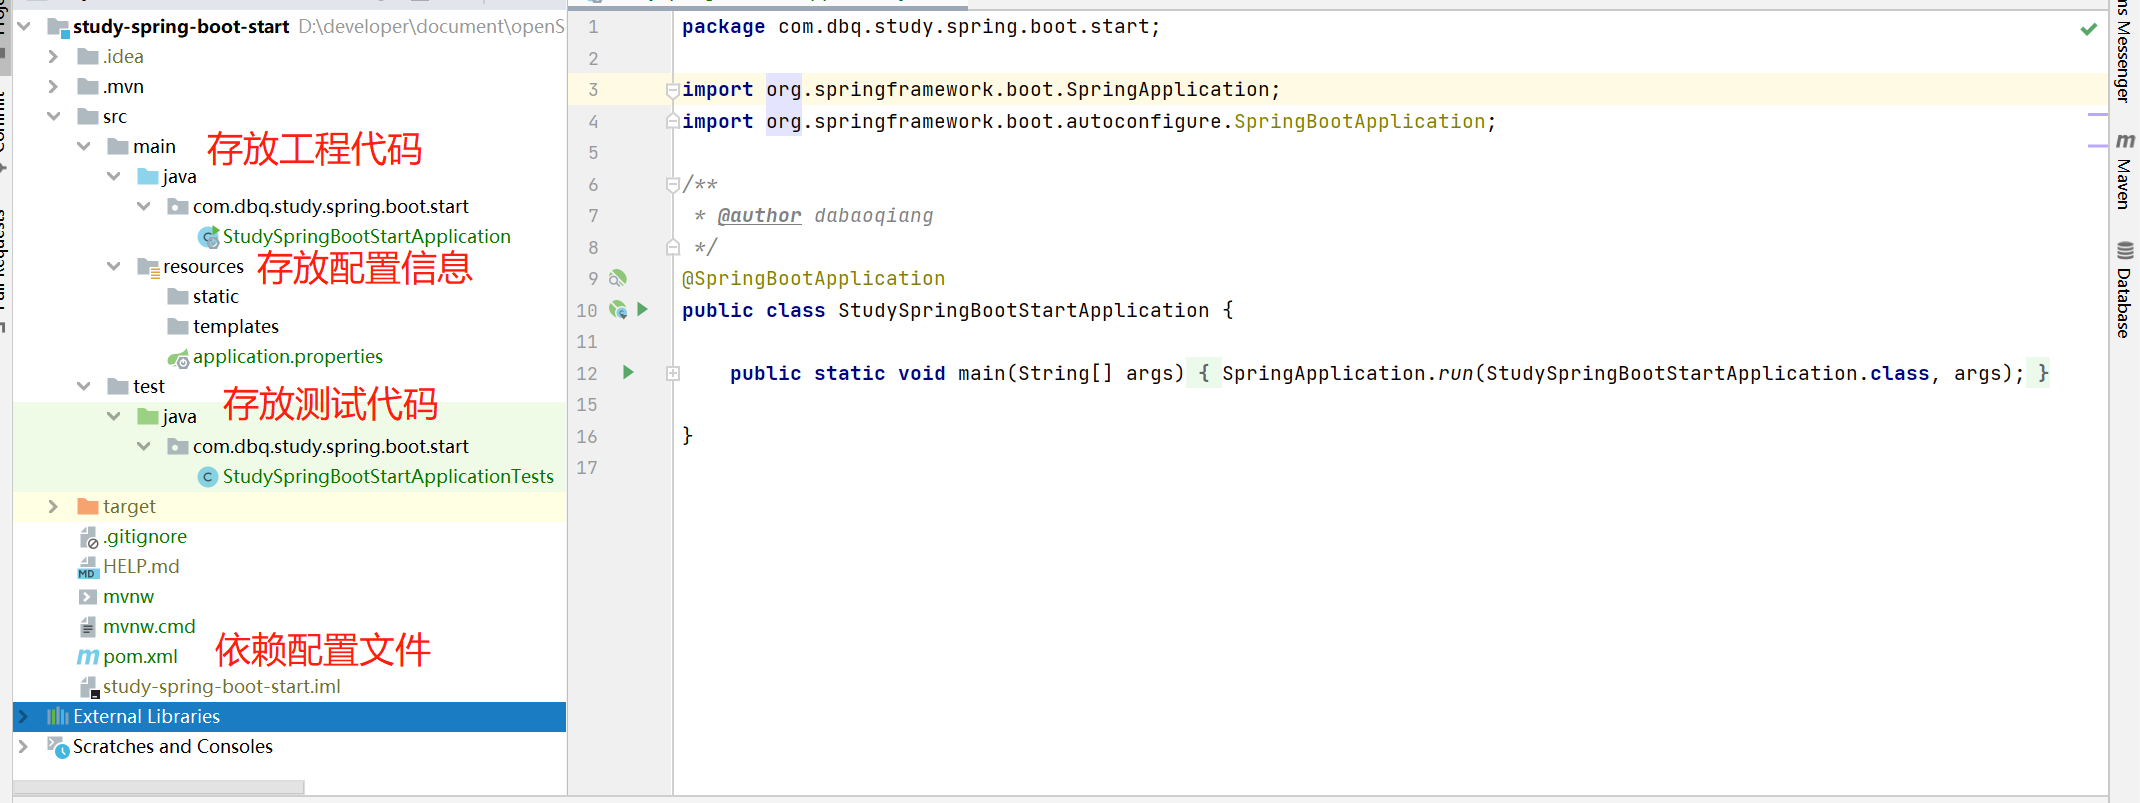 study-spring-boot-start D:\developer\document\openS
.idea
.mvn
src
main 存放工程代码
java
com.dbq.study.spring.boot.start
StudySpringBootStartApplication
resources 存放配置信息
static
templates
application.properties
test 存放测试代码
java
com.dbq.study.spring.boot.start
StudySpringBootStartApplicationTests
target
.gitignore
HELP.md
mvnw
mvnw.cmd
pom.xml 依赖配置文件
study-spring-boot-start.iml
External Libraries
Scratches and Consoles
1 package com.dbq.study.spring.boot.start;
2
3 import org.springframework.boot.SpringApplication;
4 import org.springframework.boot.autoconfigure.SpringBootApplication;
5
6 /**
7 * @author dabaoqiang
8 */
9 @SpringBootApplication
10 public class StudySpringBootStartApplication {
11
12 public static void main(String[] args) { SpringApplication.run(StudySpringBootStartApplication.class, args); }
15
16 }
17
Messenger
Maven
Database